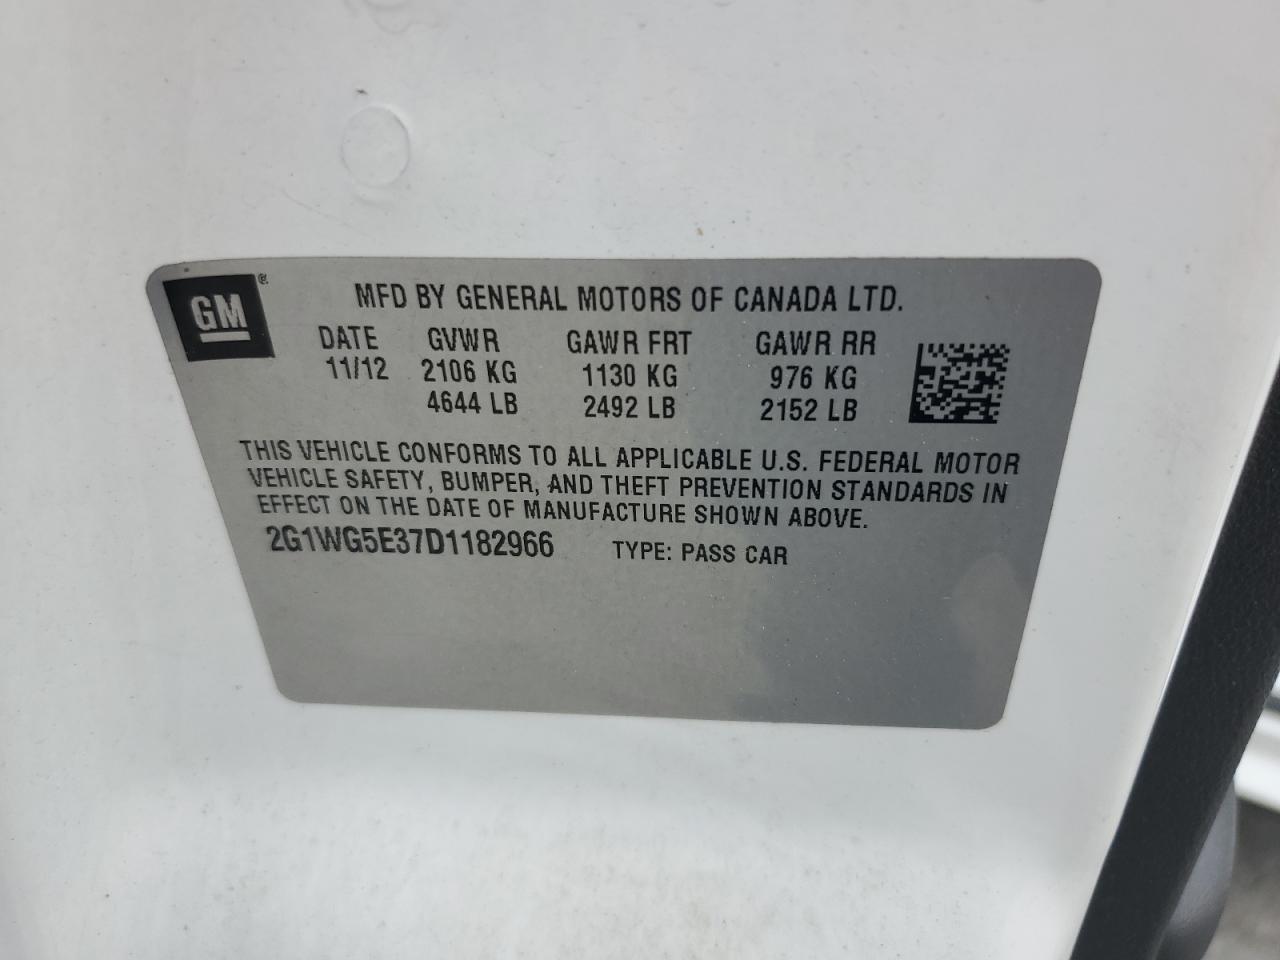 GM®
MFD BY GENERAL MOTORS OF CANADA LTD.
DATE GVWR GAWR FRT GAWR RR
11/12 2106 KG 1130 KG 976 KG
4644 LB 2492 LB 2152 LB
THIS VEHICLE CONFORMS TO ALL APPLICABLE U.S. FEDERAL MOTOR
VEHICLE SAFETY, BUMPER, AND THEFT PREVENTION STANDARDS IN
EFFECT ON THE DATE OF MANUFACTURE SHOWN ABOVE.
2G1WG5E37D1182966 TYPE: PASS CAR